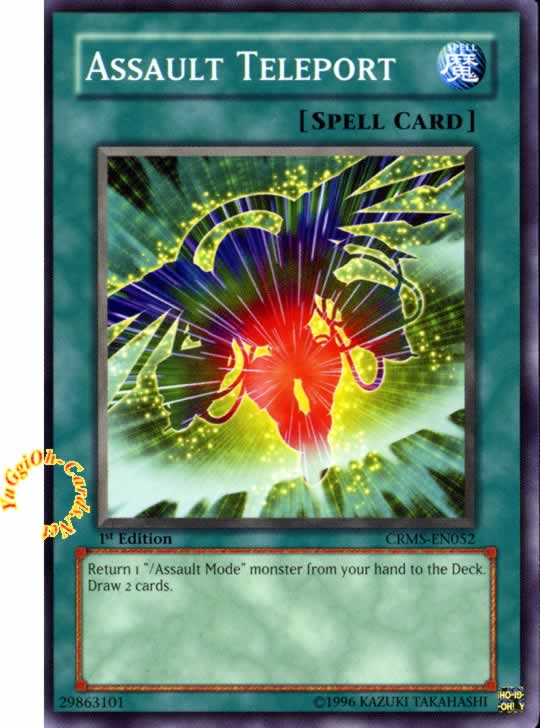 ASSAULT TELEPORT
SPELL
魔
[SPELL CARD]
YuGgiOh-Cards.Net
1st Edition
CRMS-EN052
Return 1 "/Assault Mode" monster from your hand to the Deck.
Draw 2 cards.
29863101
©1996 KAZUKI TAKAHASHI